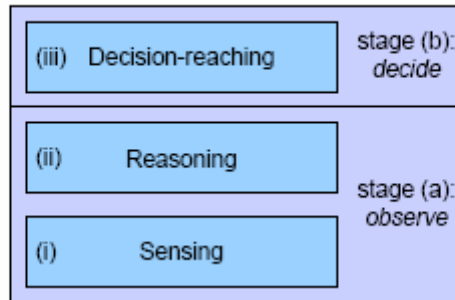 (iii) Decision-reaching
stage (b):
decide
(ii) Reasoning
(i) Sensing
stage (a):
observe